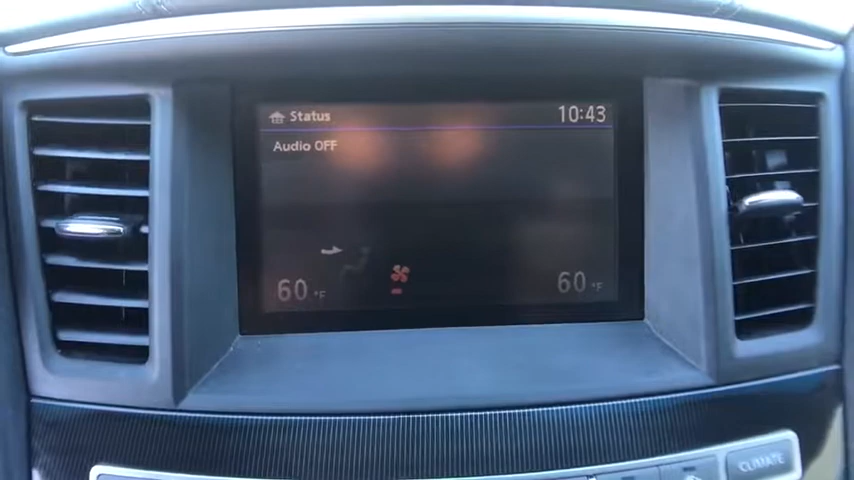 Status
10:43
Audio OFF
60°F
60°F
CLIMATE